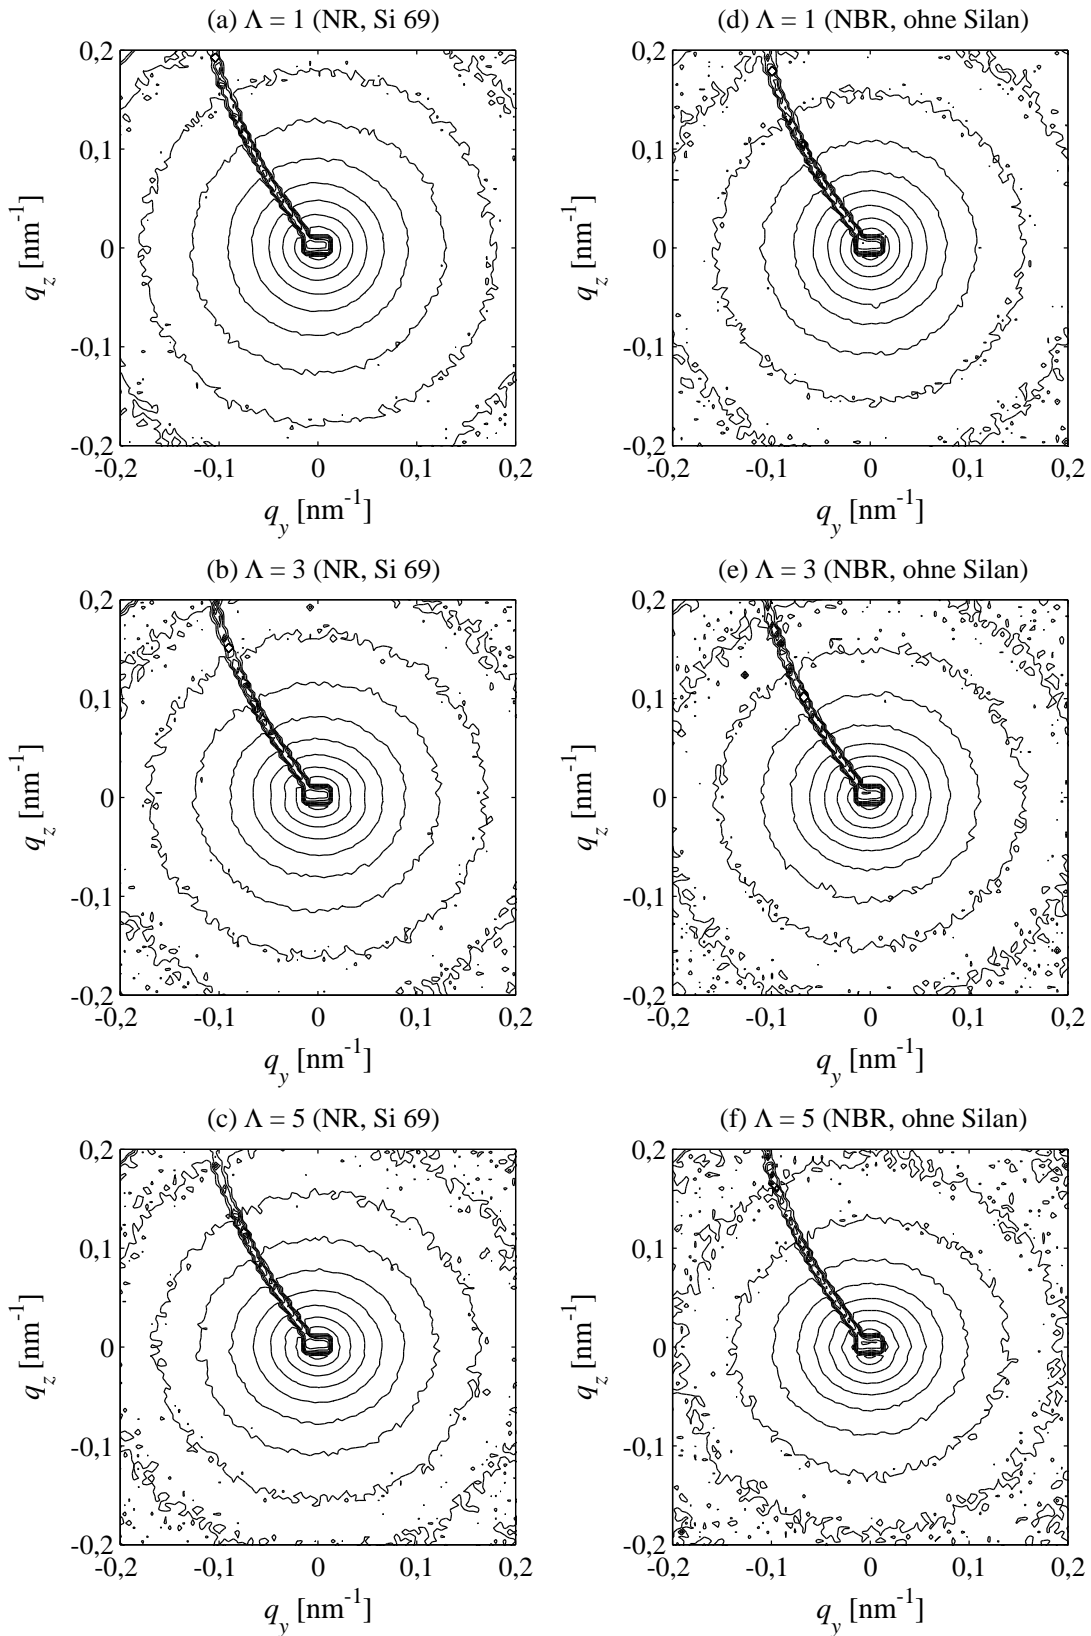 (a) Λ = 1 (NR, Si 69)
0,2
0,1
0
-0,1
-0,2
q_z [nm⁻¹]
-0,2 -0,1 0 0,1 0,2
q_y [nm⁻¹]
(d) Λ = 1 (NBR, ohne Silan)
0,2
0,1
0
-0,1
-0,2
q_z [nm⁻¹]
-0,2 -0,1 0 0,1 0,2
q_y [nm⁻¹]
(b) Λ = 3 (NR, Si 69)
0,2
0,1
0
-0,1
-0,2
q_z [nm⁻¹]
-0,2 -0,1 0 0,1 0,2
q_y [nm⁻¹]
(e) Λ = 3 (NBR, ohne Silan)
0,2
0,1
0
-0,1
-0,2
q_z [nm⁻¹]
-0,2 -0,1 0 0,1 0,2
q_y [nm⁻¹]
(c) Λ = 5 (NR, Si 69)
0,2
0,1
0
-0,1
-0,2
q_z [nm⁻¹]
-0,2 -0,1 0 0,1 0,2
q_y [nm⁻¹]
(f) Λ = 5 (NBR, ohne Silan)
0,2
0,1
0
-0,1
-0,2
q_z [nm⁻¹]
-0,2 -0,1 0 0,1 0,2
q_y [nm⁻¹]